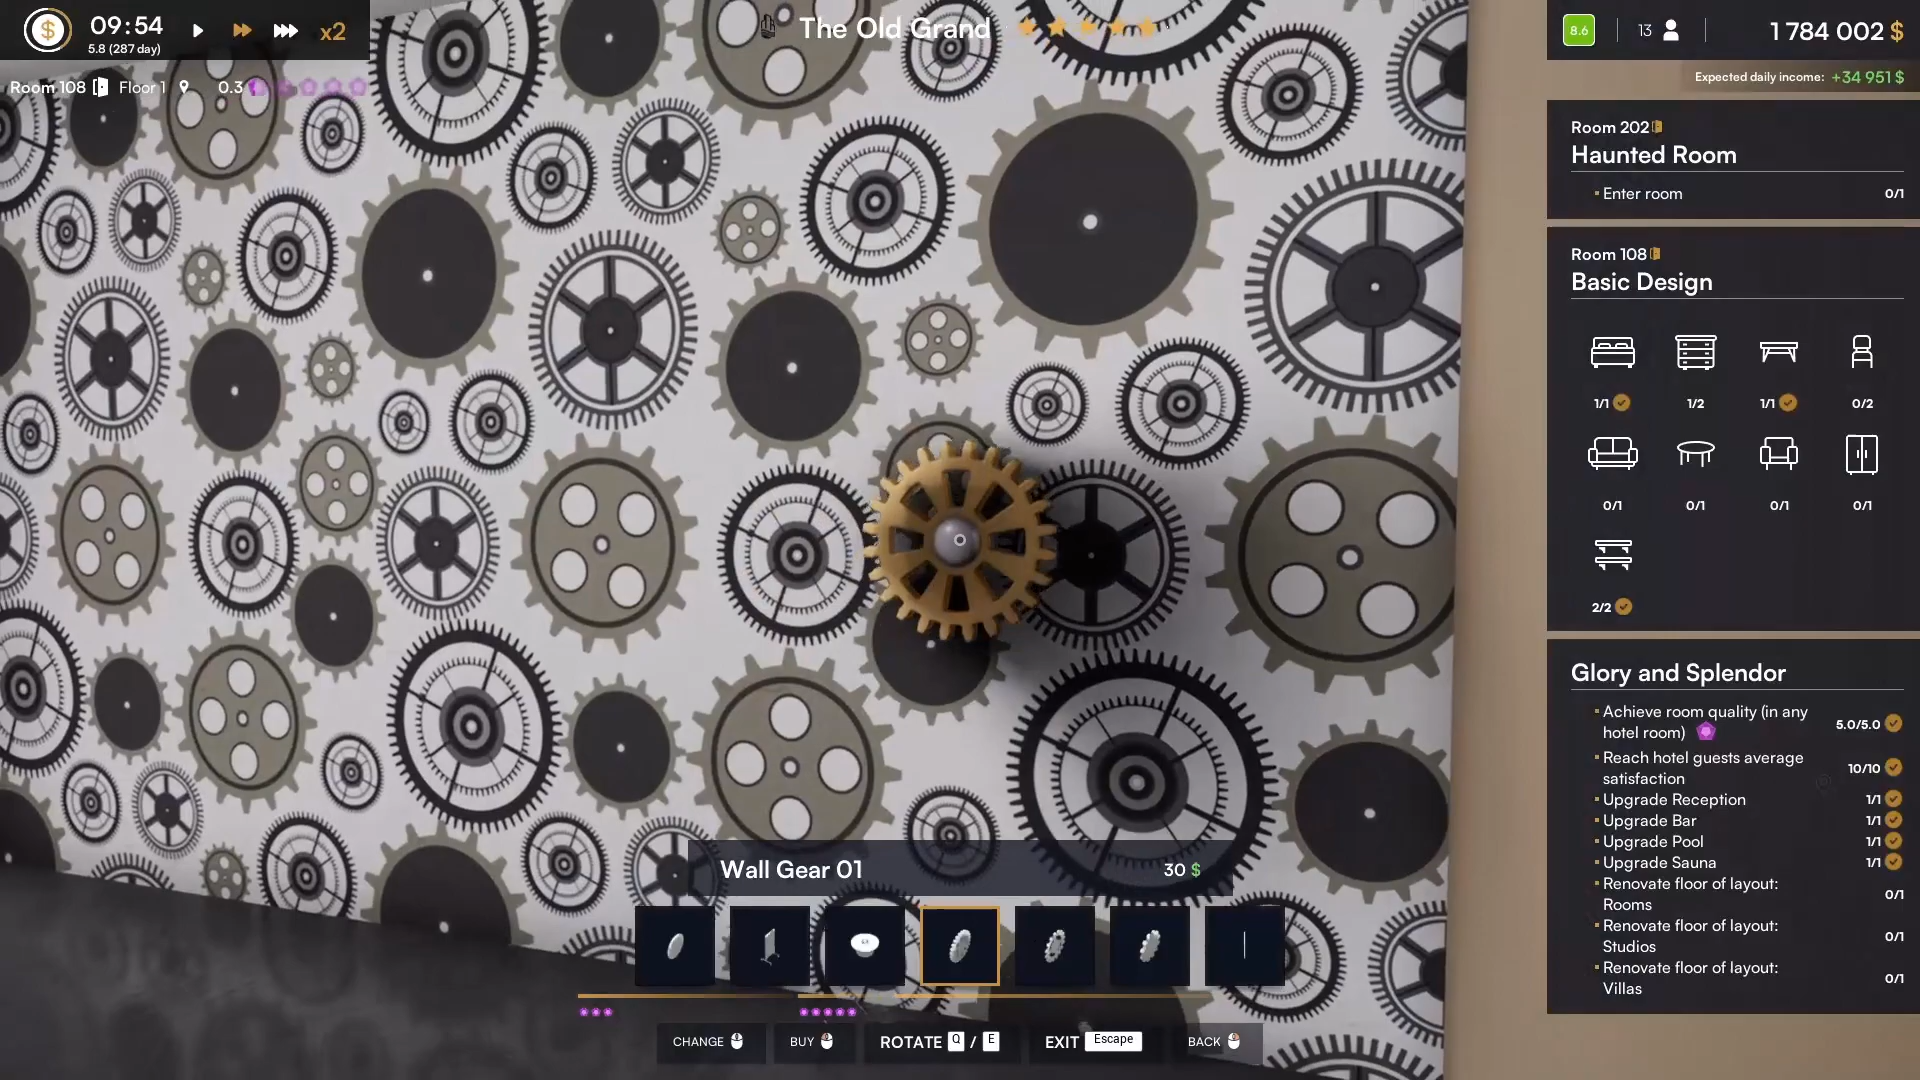 09:54
5.8 (287 day)
x2
The Old Grand
8.6
13
1 784 002 $
Expected daily income: +34 951 $
Room 108
Floor 1
0.3
Room 202
Haunted Room
Enter room
0/1
Room 108
Basic Design
1/1
1/2
1/1
0/2
0/1
0/1
0/1
0/1
2/2
Glory and Splendor
Achieve room quality (in any
hotel room)
5.0/5.0
Reach hotel guests average
satisfaction
10/10
Upgrade Reception
1/1
Upgrade Bar
1/1
Upgrade Pool
1/1
Upgrade Sauna
1/1
Renovate floor of layout:
Rooms
0/1
Renovate floor of layout:
Studios
0/1
Renovate floor of layout:
Villas
0/1
Wall Gear 01
30 $
CHANGE
BUY
ROTATE Q / E
EXIT Escape
BACK